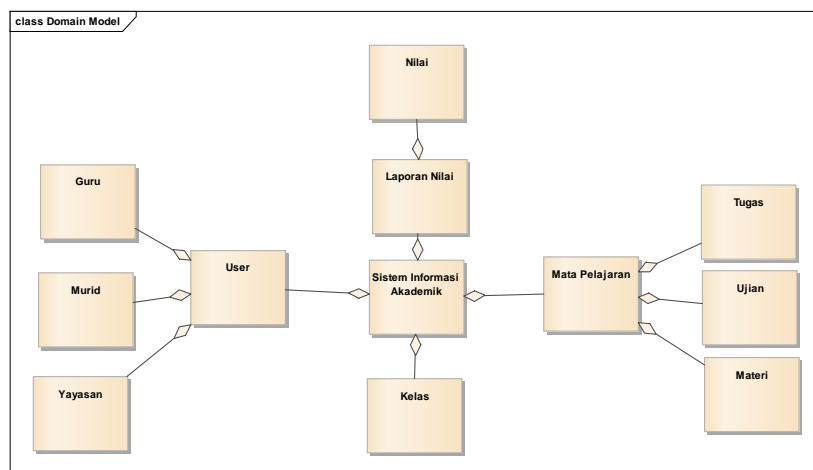 class Domain Model
Nilai
Laporan Nilai
Guru
Tugas
User
Sistem Informasi
Akademik
Mata Pelajaran
Murid
Ujian
Yayasan
Kelas
Materi